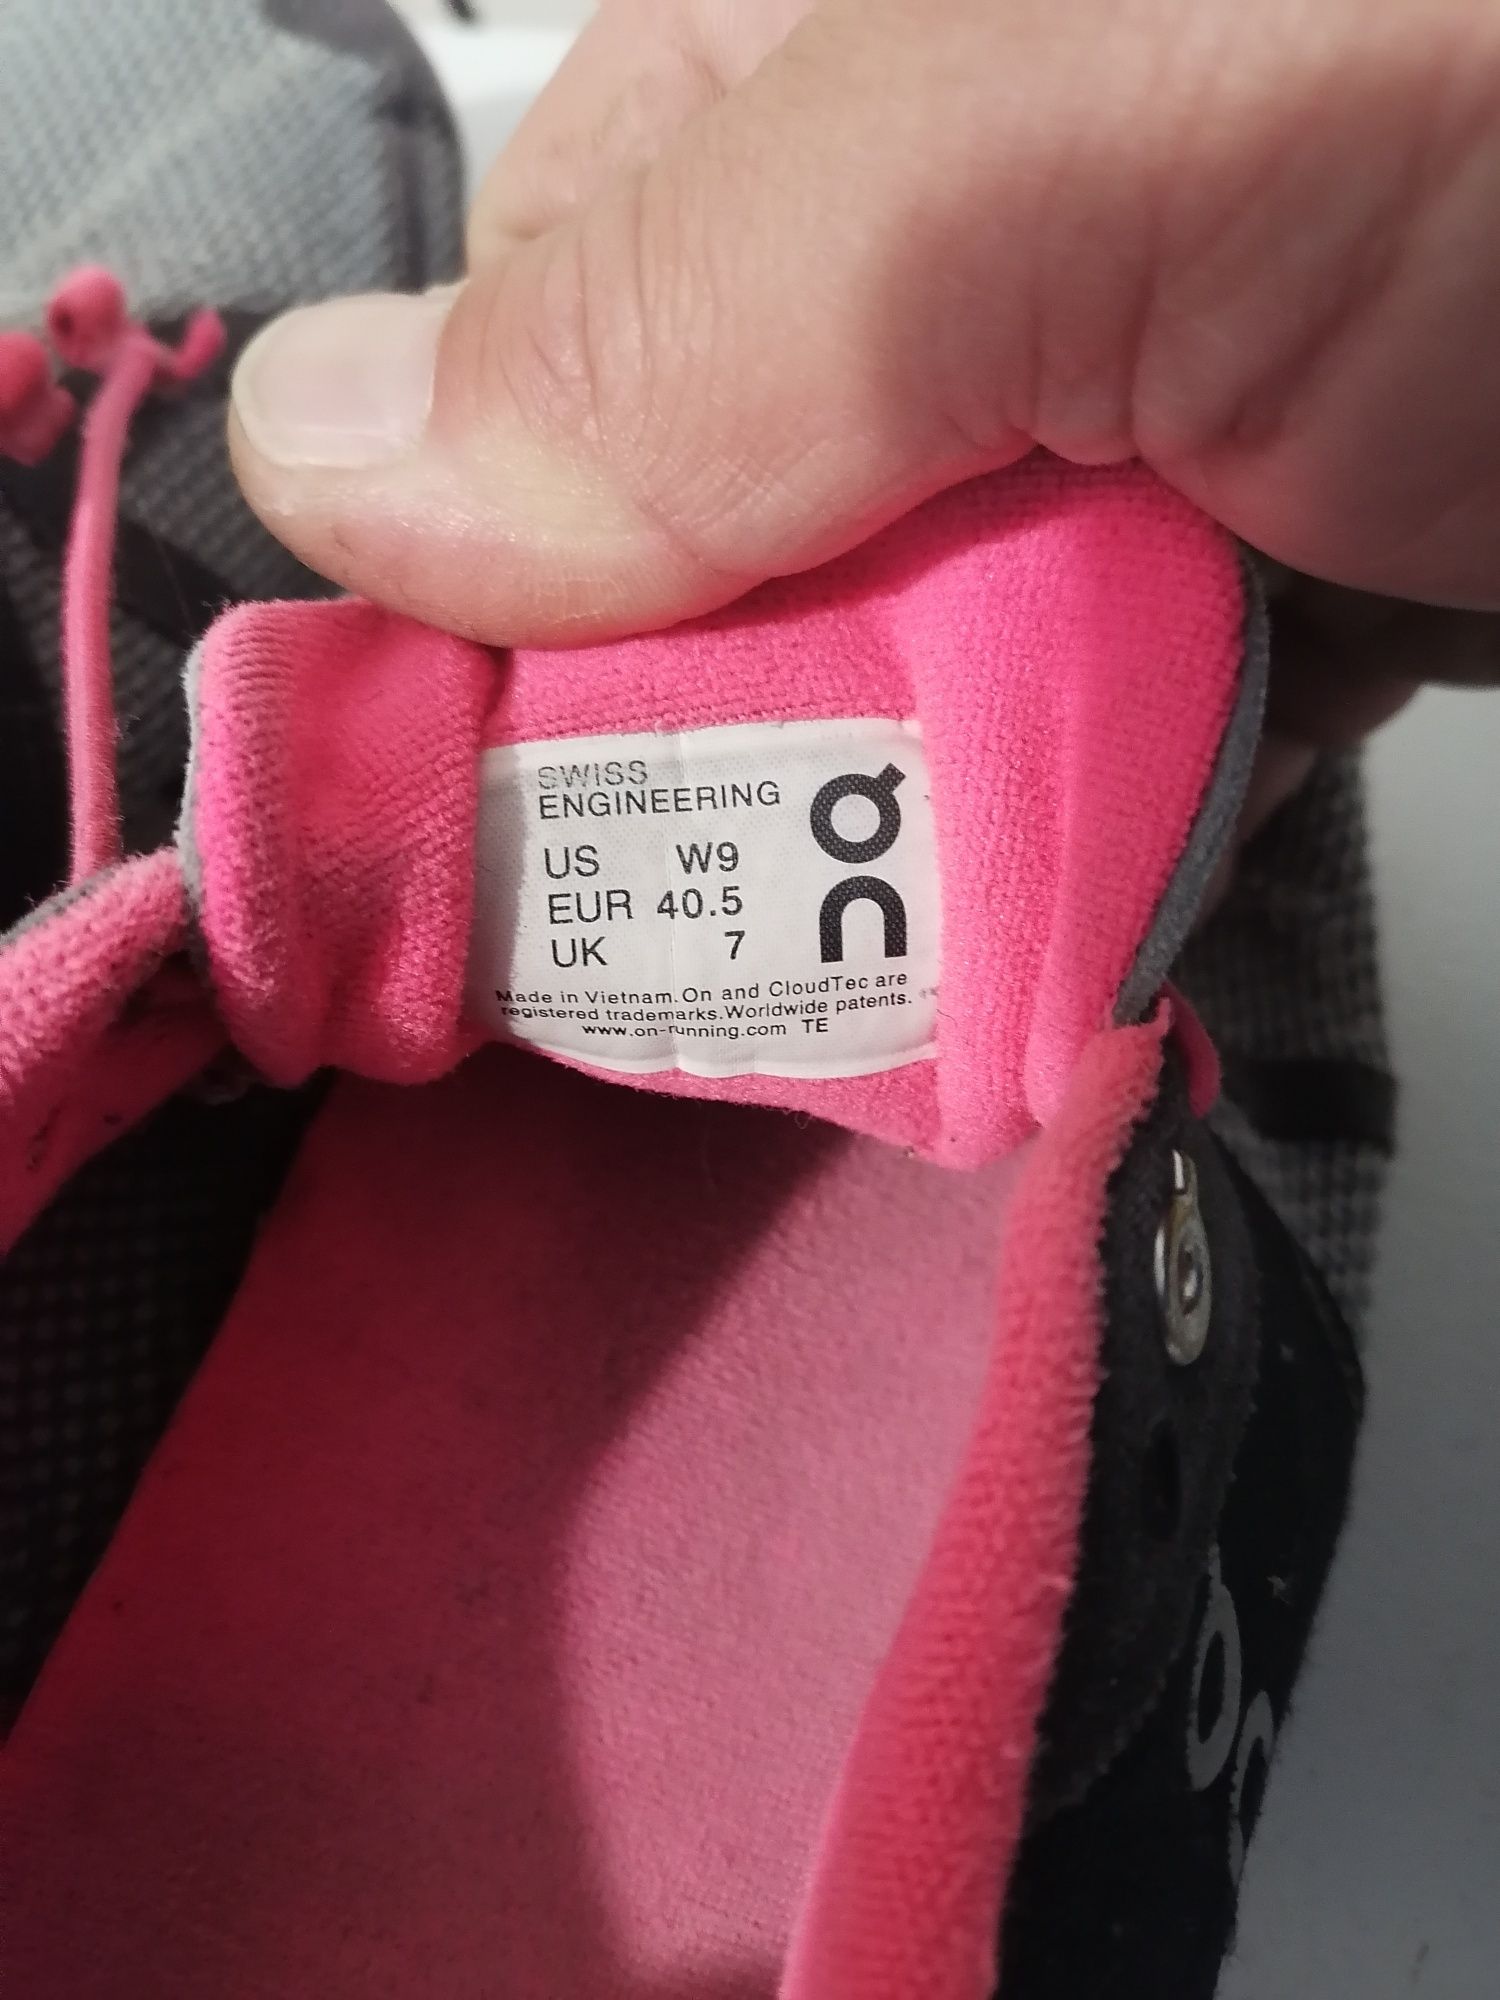 SWISS
ENGINEERING
US W9
EUR 40.5
UK 7
On
Made in Vietnam. On and CloudTec are
registered trademarks. Worldwide patents.
www.on-running.com TE